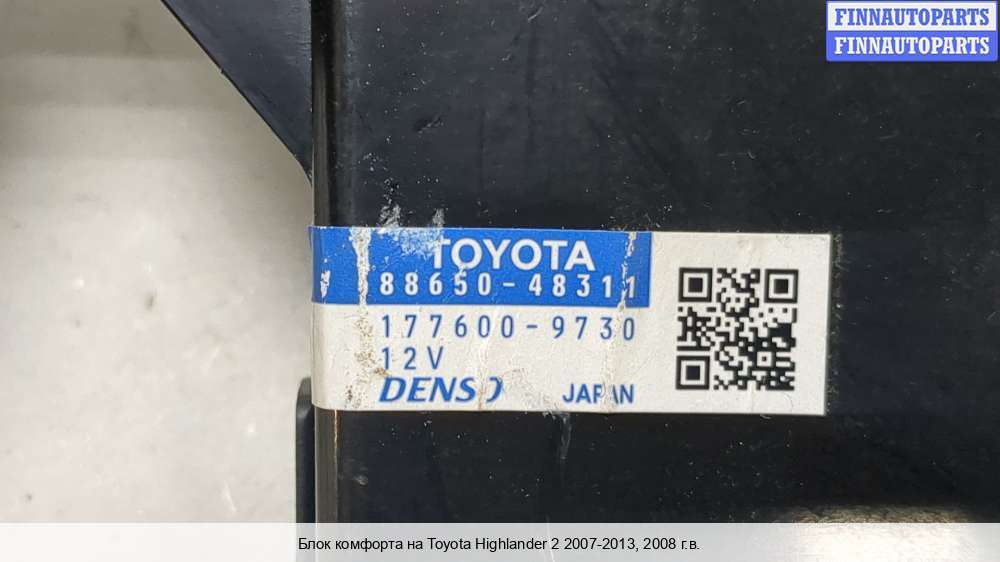 FINNAUTOPARTS
FINNAUTOPARTS
TOYOTA
88650-48311
177600-9730
12V
DENSO JAPAN
Блок комфорта на Toyota Highlander 2 2007-2013, 2008 г.в.